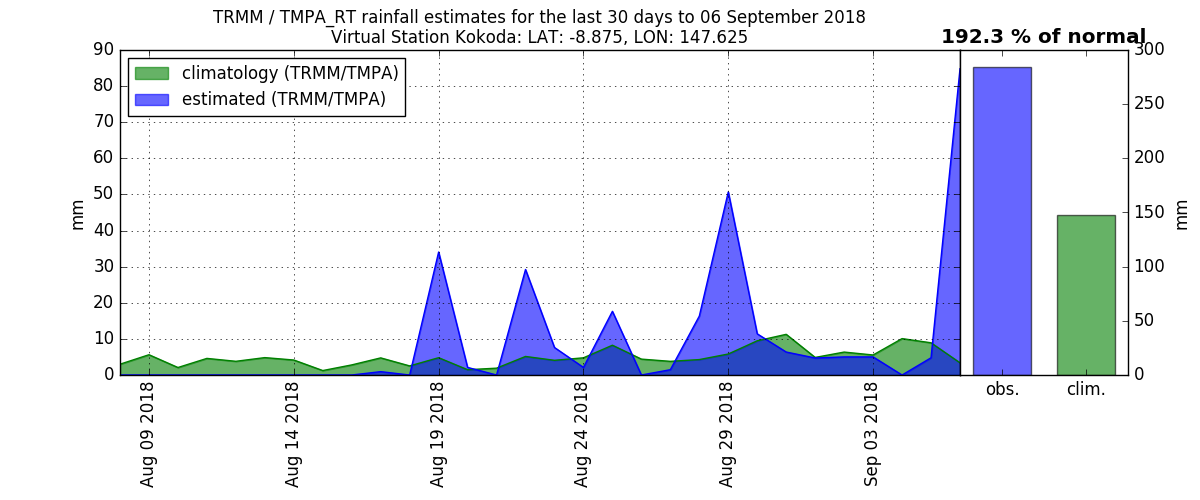 TRMM / TMPA_RT rainfall estimates for the last 30 days to 06 September 2018
Virtual Station Kokoda: LAT: -8.875, LON: 147.625
192.3 % of normal
climatology (TRMM/TMPA)
estimated (TRMM/TMPA)
mm
90
80
70
60
50
40
30
20
10
0
Aug 09 2018
Aug 14 2018
Aug 19 2018
Aug 24 2018
Aug 29 2018
Sep 03 2018
300
250
200
150
100
50
0
mm
obs.
clim.